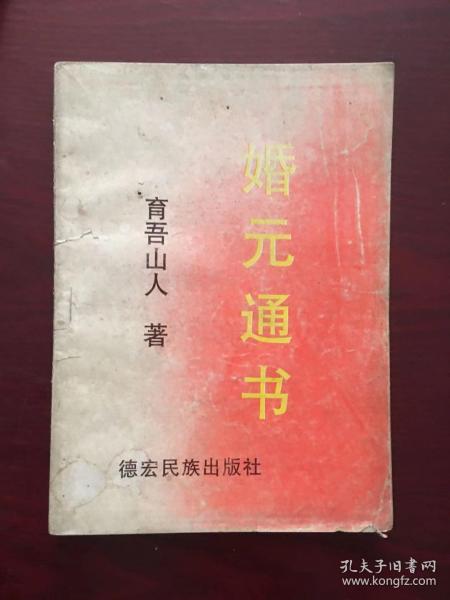 婚元通书
育吾山人 著
德宏民族出版社
孔夫子旧书网
www.kongfz.com